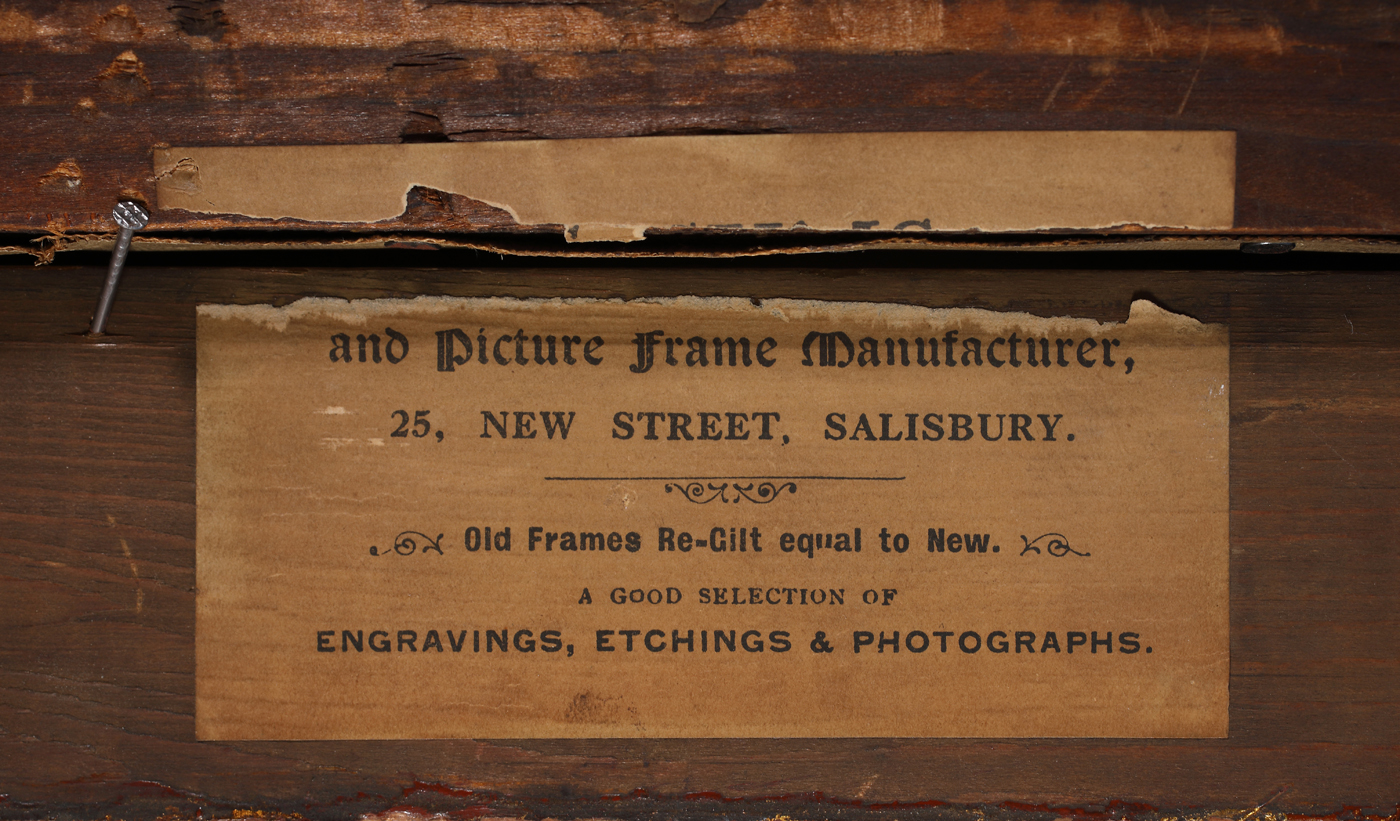 and Picture Frame Manufacturer,
25, NEW STREET, SALISBURY.
Old Frames Re-Gilt equal to New.
A GOOD SELECTION OF
ENGRAVINGS, ETCHINGS & PHOTOGRAPHS.